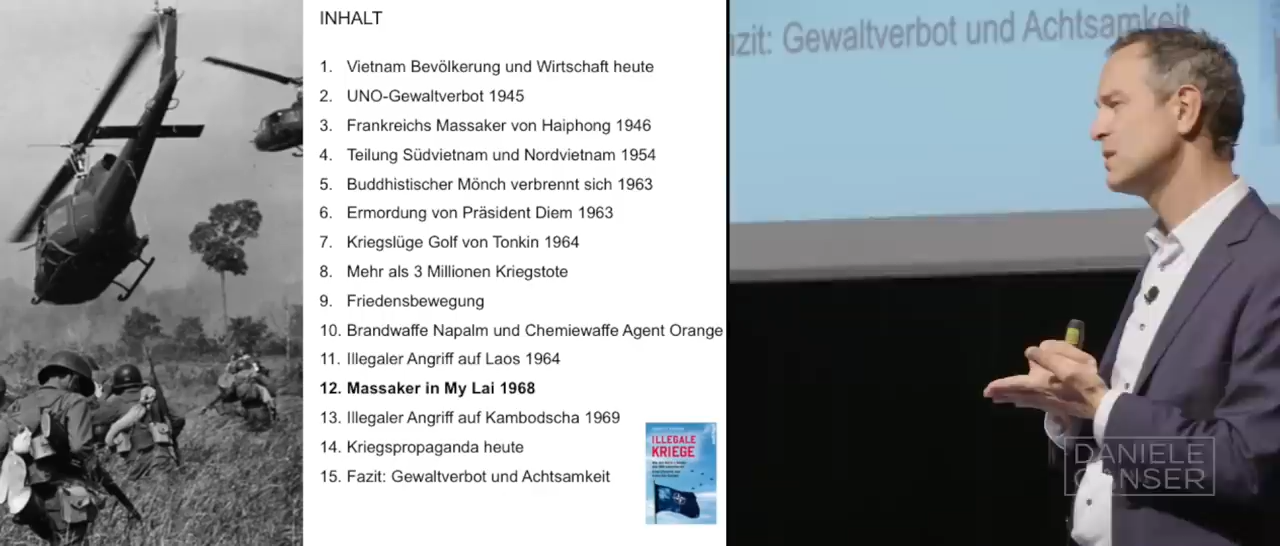 INHALT
1. Vietnam Bevölkerung und Wirtschaft heute
2. UNO-Gewaltverbot 1945
3. Frankreichs Massaker von Haiphong 1946
4. Teilung Südvietnam und Nordvietnam 1954
5. Buddhistischer Mönch verbrennt sich 1963
6. Ermordung von Präsident Diem 1963
7. Kriegslüge Golf von Tonkin 1964
8. Mehr als 3 Millionen Kriegstote
9. Friedensbewegung
10. Brandwaffe Napalm und Chemiewaffe Agent Orange
11. Illegaler Angriff auf Laos 1964
12. Massaker in My Lai 1968
13. Illegaler Angriff auf Kambodscha 1969
14. Kriegspropaganda heute
15. Fazit: Gewaltverbot und Achtsamkeit
ILLEGALE
KRIEGE
zit: Gewaltverbot und Achtsamkeit
DANIELE
GANSER